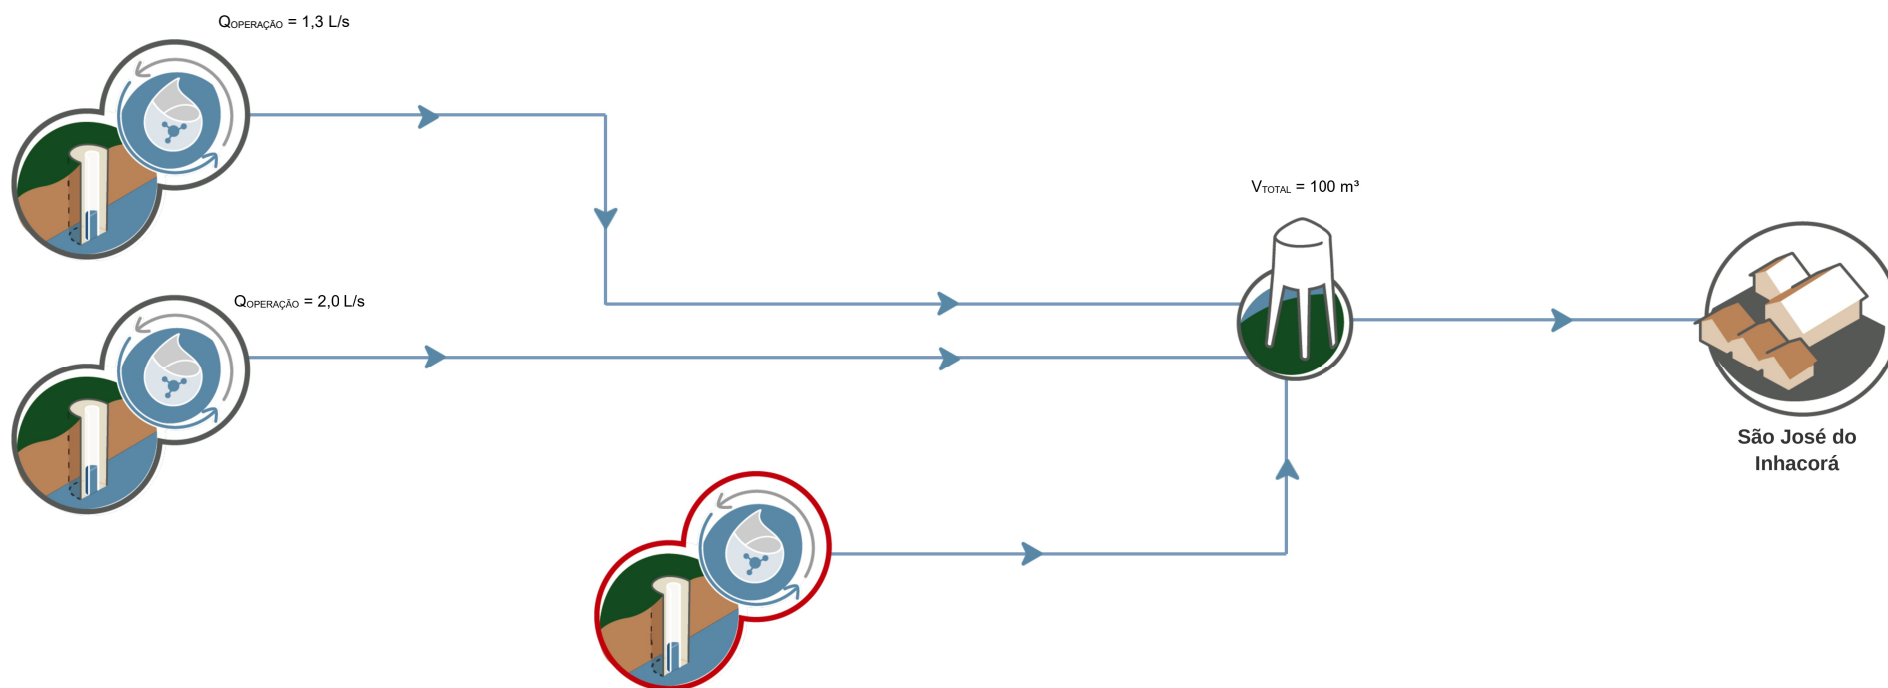 QOPERAÇÃO = 1,3 L/s
VTOTAL = 100 m³
QOPERAÇÃO = 2,0 L/s
São José do
Inhacorá